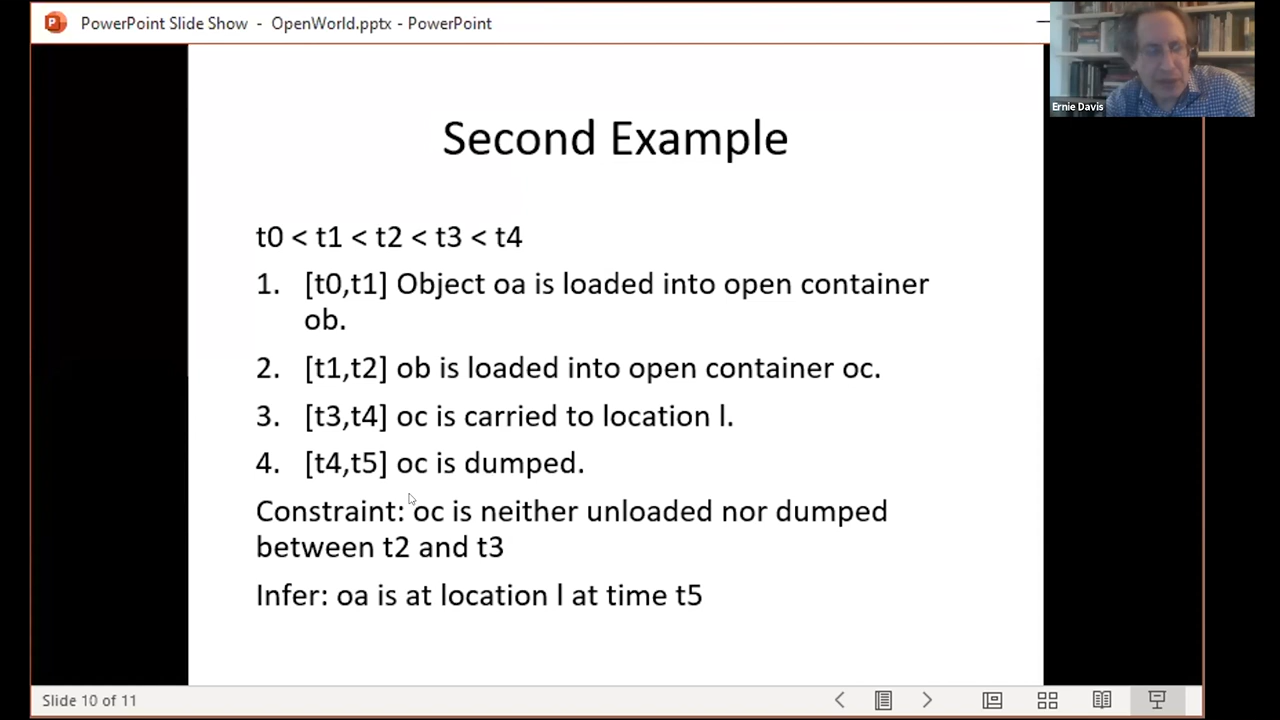 PowerPoint Slide Show - OpenWorld.pptx - PowerPoint
Ernie Davis
Second Example
t0 < t1 < t2 < t3 < t4
1. [t0,t1] Object oa is loaded into open container
ob.
2. [t1,t2] ob is loaded into open container oc.
3. [t3,t4] oc is carried to location l.
4. [t4,t5] oc is dumped.
Constraint: oc is neither unloaded nor dumped
between t2 and t3
Infer: oa is at location l at time t5
Slide 10 of 11